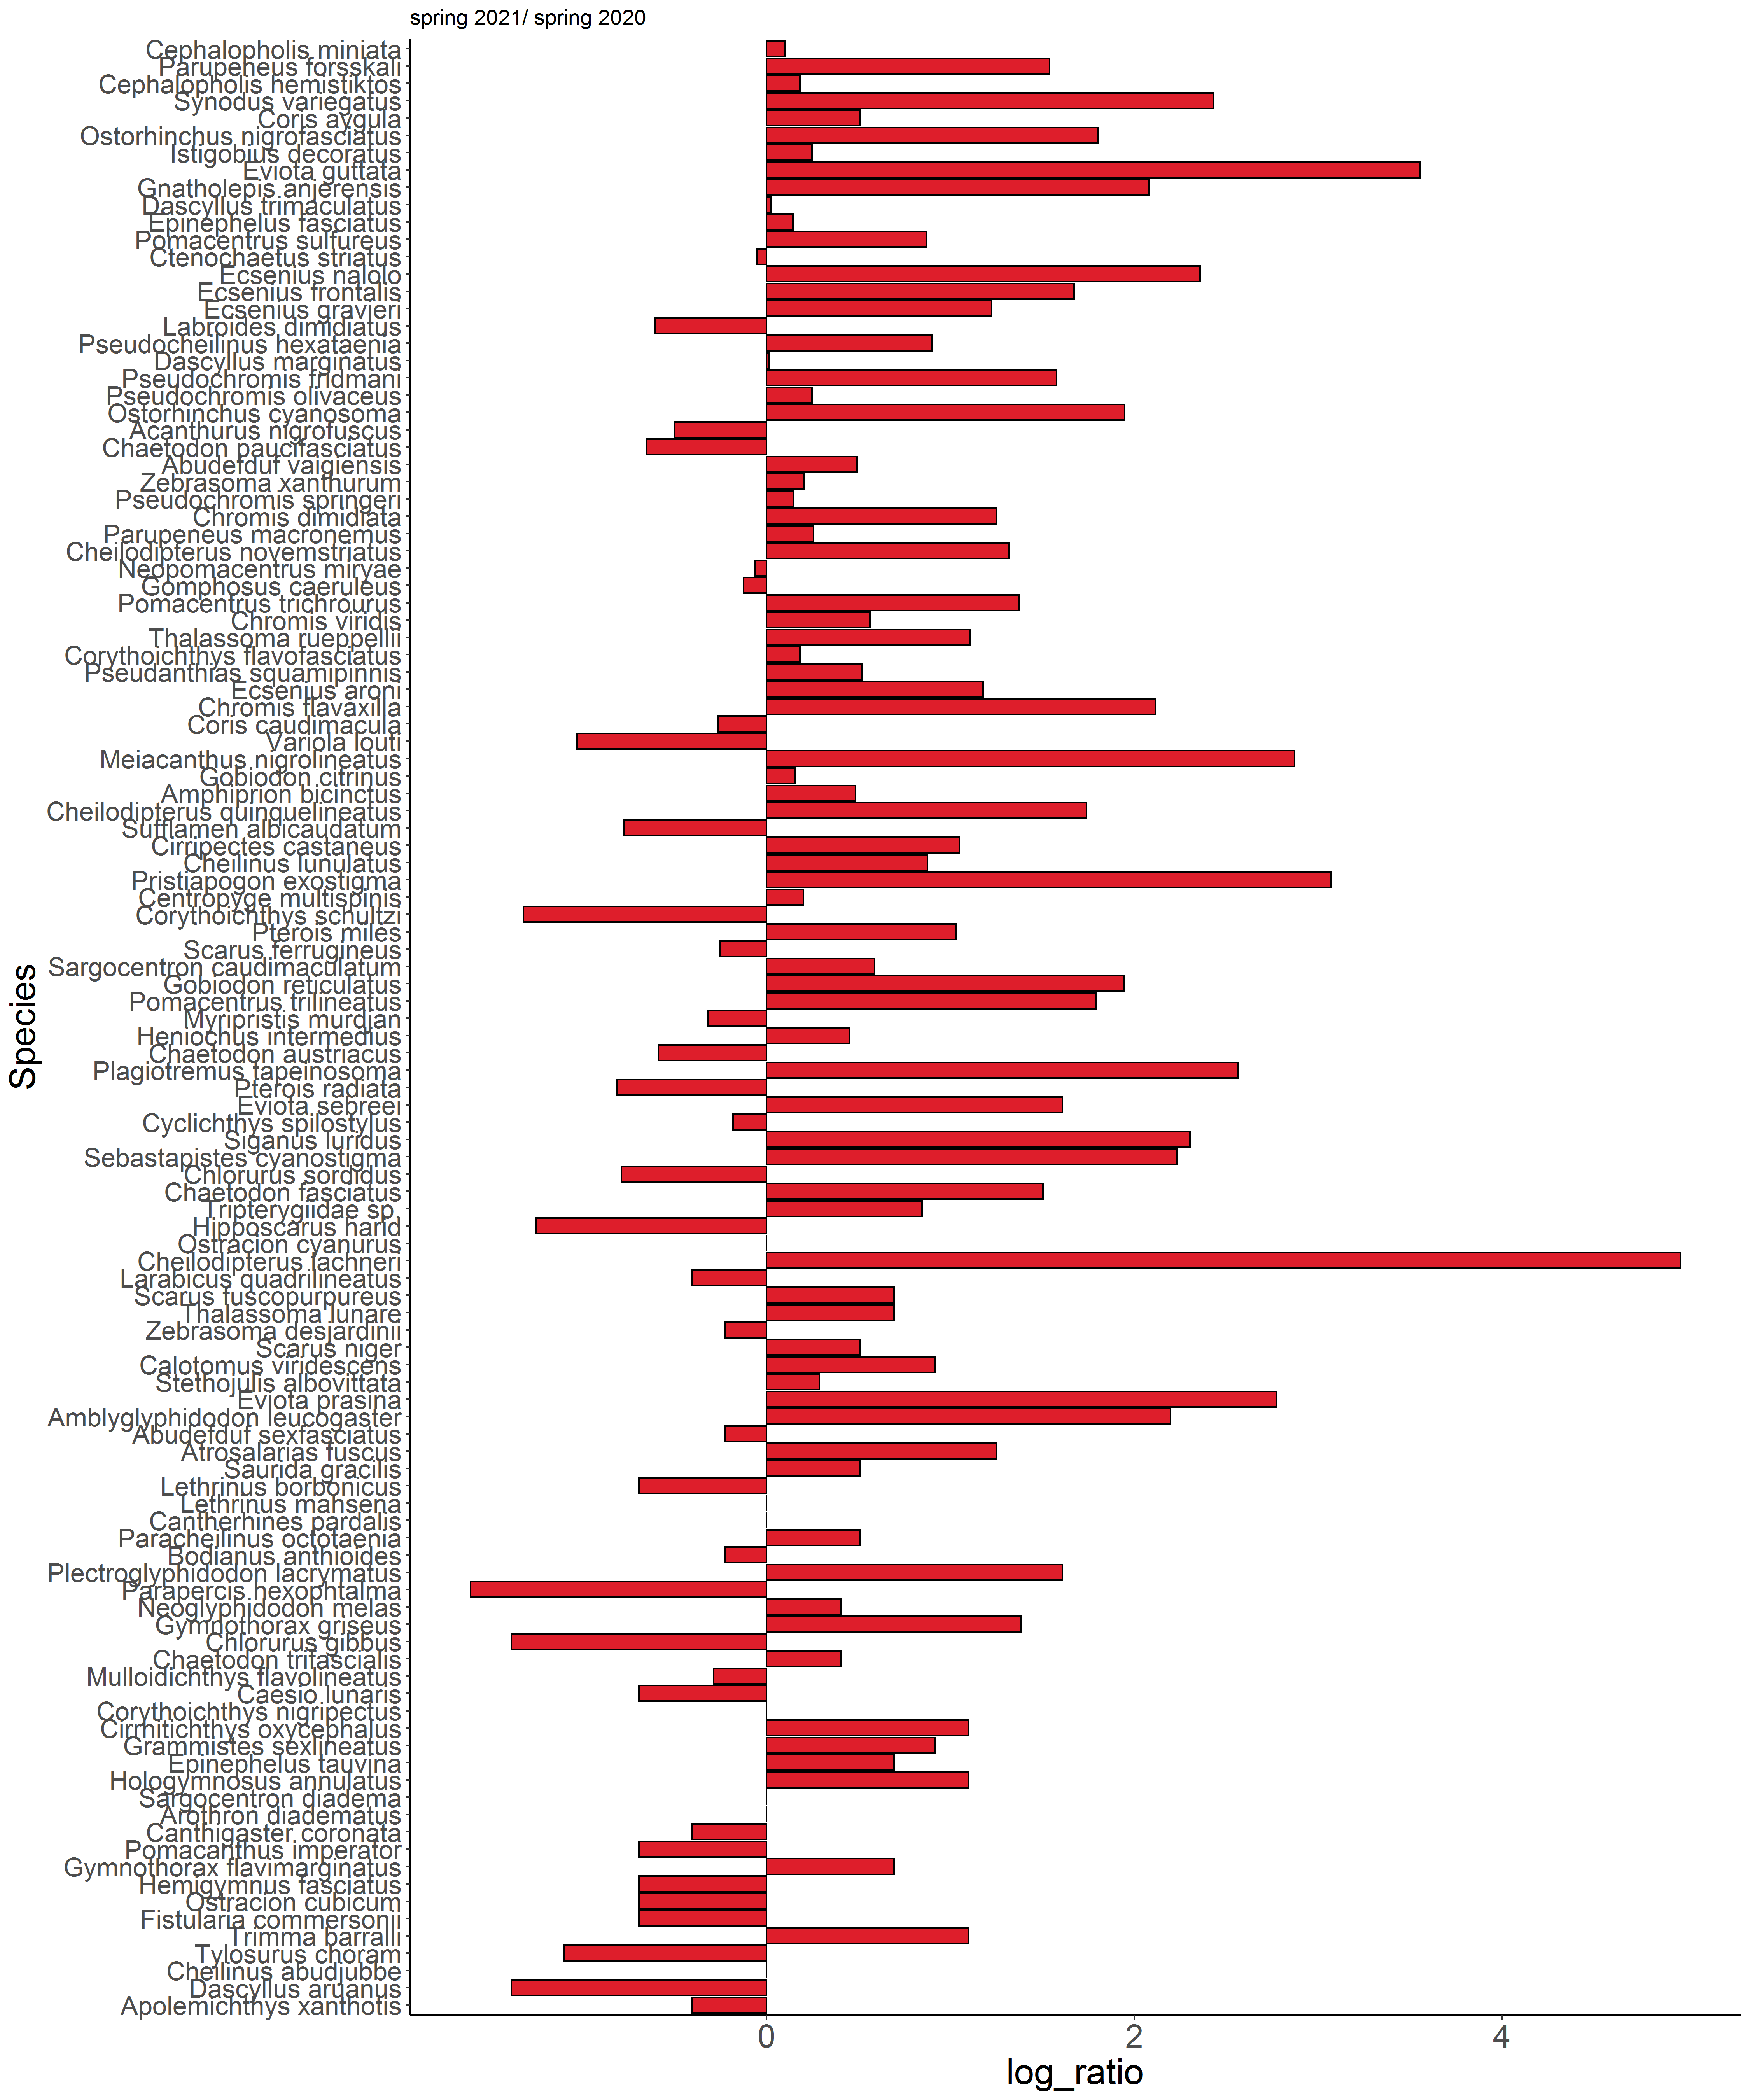 spring 2021/ spring 2020
Cephalopholis miniata
Parupeneus forsskali
Cephalopholis hemistiktos
Synodus variegatus
Coris aygula
Ostorhinchus nigrofasciatus
Istigobius decoratus
Eviota guttata
Gnatholepis anjerensis
Dascyllus trimaculatus
Epinephelus fasciatus
Pomacentrus sulfureus
Ctenochaetus striatus
Ecsenius nalolo
Ecsenius frontalis
Ecsenius gravieri
Labroides dimidiatus
Pseudocheilinus hexataenia
Dascyllus marginatus
Pseudochromis fridmani
Pseudochromis olivaceus
Ostorhinchus cyanosoma
Acanthurus nigrofuscus
Chaetodon paucifasciatus
Abudefduf vaigiensis
Zebrasoma xanthurum
Pseudochromis springeri
Chromis dimidiata
Parupeneus macronemus
Cheilodipterus novemstriatus
Neopomacentrus miryae
Gomphosus caeruleus
Pomacentrus trichrourus
Chromis viridis
Thalassoma rueppellii
Corythoichthys flavofasciatus
Pseudanthias squamipinnis
Ecsenius aroni
Chromis flavaxilla
Coris caudimacula
Variola louti
Meiacanthus nigrolineatus
Gobiodon citrinus
Amphiprion bicinctus
Cheilodipterus quinquelineatus
Sufflamen albicaudatum
Cirripectes castaneus
Cheilinus lunulatus
Pristiapogon exostigma
Centropyge multispinis
Corythoichthys schultzi
Pterois miles
Scarus ferrugineus
Sargocentron caudimaculatum
Gobiodon reticulatus
Pomacentrus trilineatus
Myripristis murdjan
Heniochus intermedius
Chaetodon austriacus
Plagiotremus tapeinosoma
Pterois radiata
Eviota sebreei
Cyclichthys spilostylus
Siganus luridus
Sebastapistes cyanostigma
Chlorurus sordidus
Chaetodon fasciatus
Tripterygiidae sp.
Hipposcarus harid
Ostracion cyanurus
Cheilodipterus lachneri
Larabicus quadrilineatus
Scarus fuscopurpureus
Thalassoma lunare
Zebrasoma desjardinii
Scarus niger
Calotomus viridescens
Stethojulis albovittata
Eviota prasina
Amblyglyphidodon leucogaster
Abudefduf sexfasciatus
Atrosalarias fuscus
Saurida gracilis
Lethrinus borbonicus
Lethrinus mahsena
Cantherhines pardalis
Paracheilinus octotaenia
Bodianus anthioides
Plectroglyphidodon lacrymatus
Parapercis hexophtalma
Neoglyphidodon melas
Gymnothorax griseus
Chlorurus gibbus
Chaetodon trifascialis
Mulloidichthys flavolineatus
Caesio lunaris
Corythoichthys nigripectus
Cirrhitichthys oxycephalus
Grammistes sexlineatus
Epinephelus tauvina
Hologymnosus annulatus
Sargocentron diadema
Arothron diadematus
Canthigaster coronata
Pomacanthus imperator
Gymnothorax flavimarginatus
Hemigymnus fasciatus
Ostracion cubicum
Fistularia commersonii
Trimma barralli
Tylosurus choram
Cheilinus abudjubbe
Dascyllus aruanus
Apolemichthys xanthotis
Species
0 2 4
log_ratio